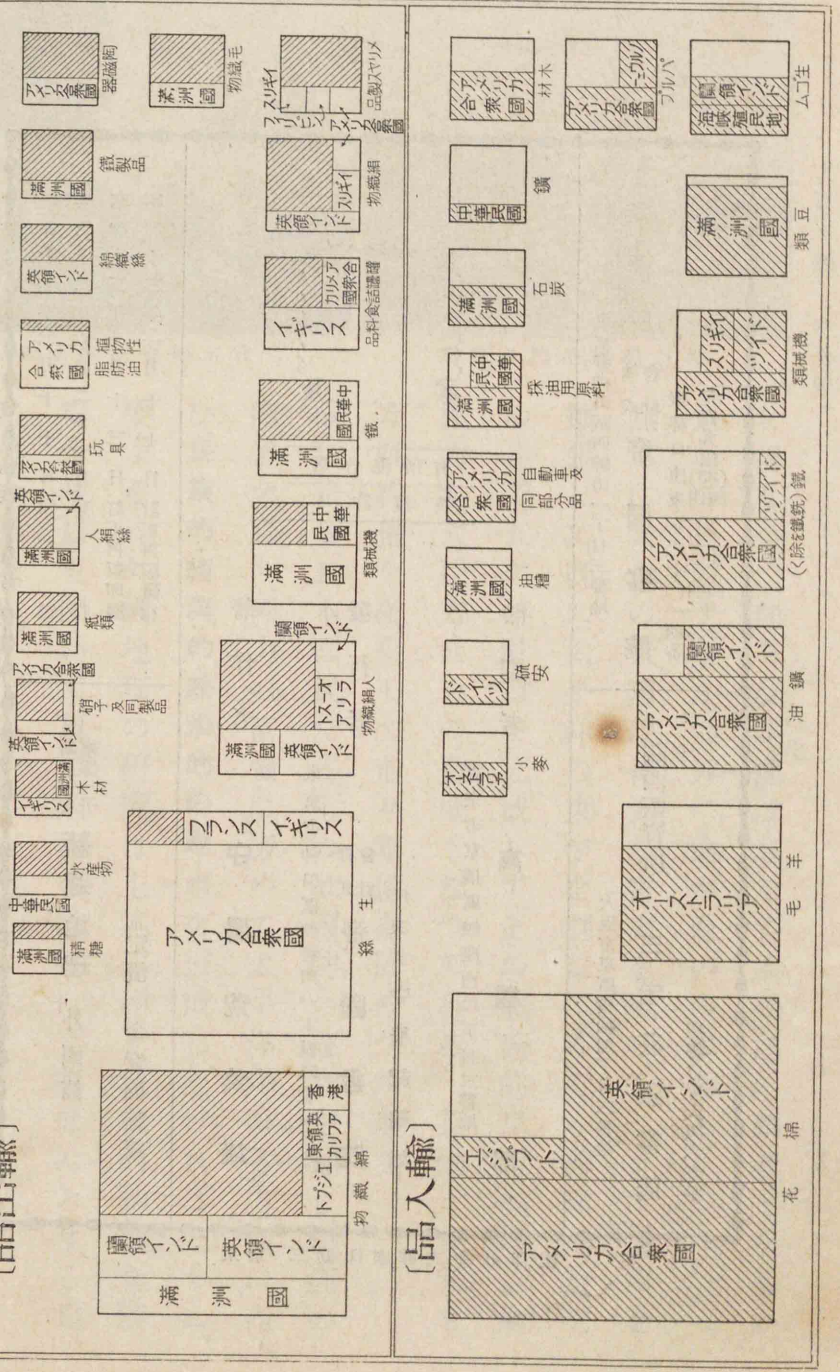 〔品出輸〕
滿洲國
蘭領インド
英領インド
トプジエ
東領英
カリフア
香港
物織綿
アメリカ合衆國
フランス
イギリス
生絲
滿洲國
英領インド
トスーオ
アリラ
蘭領インド
物織絹人
滿洲國
中華
民國
類械機
滿洲國
國民華中
鐵
イギリス
カリメア
國衆合
品料食詰罐
英領インド
スリギイ
物織絹
スリギイ
フィリッピン
アメリカ合衆國
品製スヤリメ
滿洲國
物織毛
滿洲國
精糖
中華民國
水産物
イギリス
國洲滿
木材
英領インド
アメリカ合衆國
硝子及同製品
滿洲國
紙類
滿洲國
英領インド
人絹絲
アメリカ合衆國
玩具
アメリカ
合衆國
植物性
脂肪油
英領インド
綿織絲
滿洲國
鐵製品
アメリカ合衆國
器磁陶
〔品入輸〕
アメリカ合衆國
エジプト
英領インド
棉花
オーストラリア
羊毛
アメリカ合衆國
蘭領インド
油鑛
アメリカ合衆國
ドイツ
(く除を鐵銑)鐵
アメリカ合衆國
スリギイ
ドイツ
類械機
滿洲國
類豆
蘭領インド
海峽殖民地
ムゴ生
オーストラリア
小麥
ドイツ
硫安
滿洲國
油糟
アメリカ
合衆國
自動車及
同部分品
滿洲國
中華
民國
採油用
原料
滿洲國
石炭
中華民國
鑛
アメリカ
合衆國
材木
アメリカ合衆國
ノルウェー
プルパ